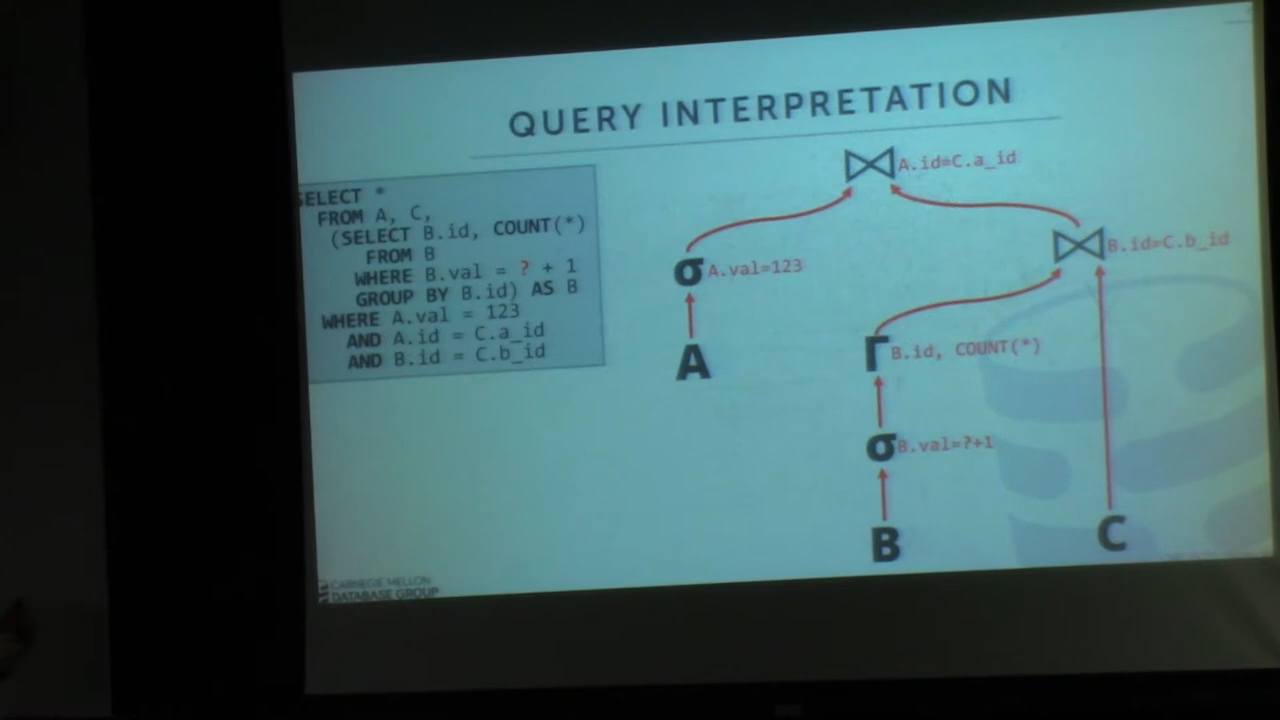 QUERY INTERPRETATION
SELECT *
FROM A, C,
(SELECT B.id, COUNT(*)
FROM B
WHERE B.val = ? + 1
GROUP BY B.id) AS B
WHERE A.val = 123
AND A.id = C.a_id
AND B.id = C.b_id
⋈ A.id=C.a_id
⋈ B.id=C.b_id
σ A.val=123
A
Γ B.id, COUNT(*)
σ B.val=?+1
B
C
CARNEGIE MELLON
DATABASE GROUP